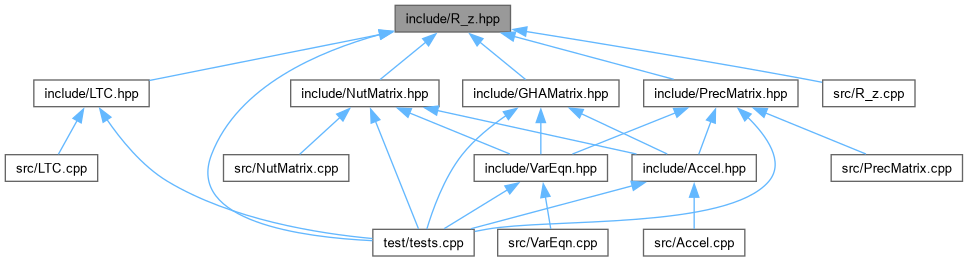 include/R_z.hpp
include/LTC.hpp
include/NutMatrix.hpp
include/GHAMatrix.hpp
include/PrecMatrix.hpp
src/R_z.cpp
src/LTC.cpp
src/NutMatrix.cpp
include/VarEqn.hpp
include/Accel.hpp
src/PrecMatrix.cpp
test/tests.cpp
src/VarEqn.cpp
src/Accel.cpp